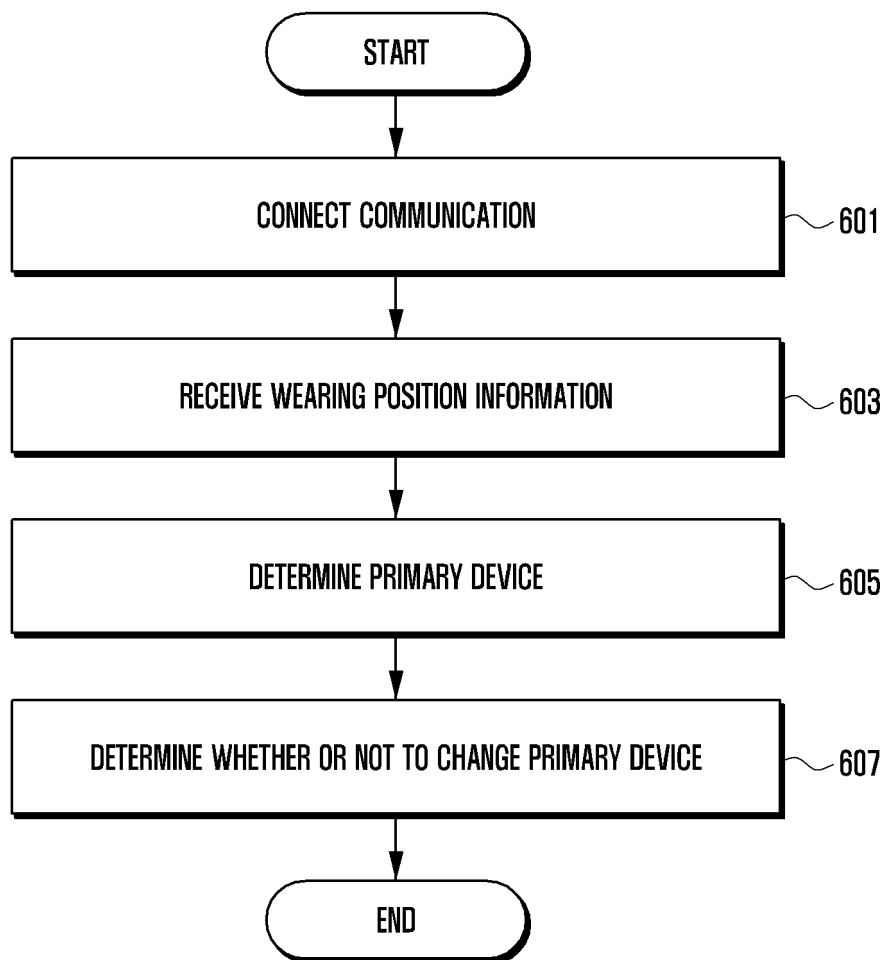 START
CONNECT COMMUNICATION
601
RECEIVE WEARING POSITION INFORMATION
603
DETERMINE PRIMARY DEVICE
605
DETERMINE WHETHER OR NOT TO CHANGE PRIMARY DEVICE
607
END